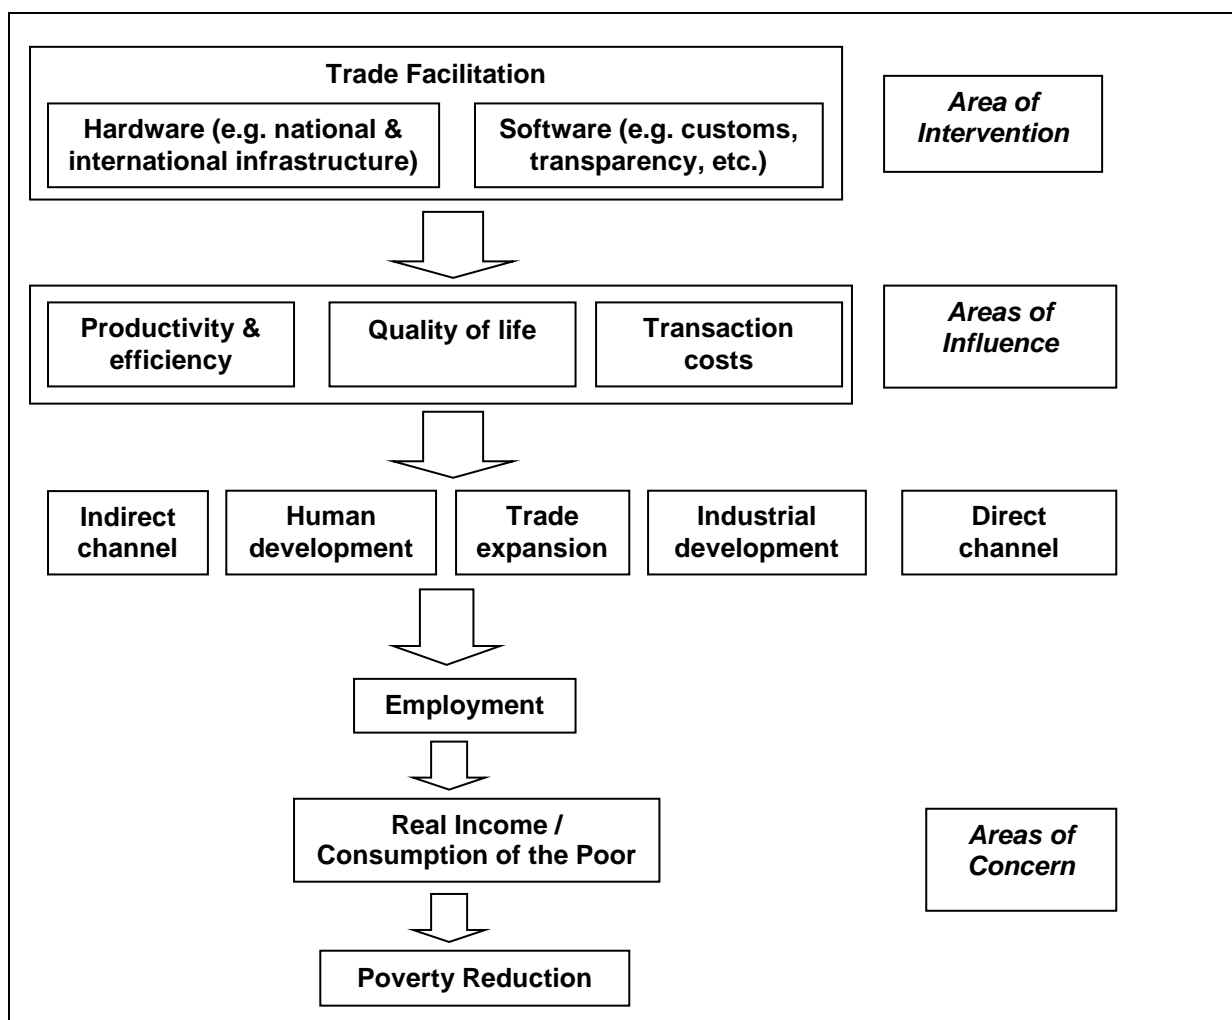 Trade Facilitation
Hardware (e.g. national &
international infrastructure)
Software (e.g. customs,
transparency, etc.)
Area of
Intervention
Productivity &
efficiency
Quality of life
Transaction
costs
Areas of
Influence
Indirect
channel
Human
development
Trade
expansion
Industrial
development
Direct
channel
Employment
Real Income /
Consumption of the Poor
Areas of
Concern
Poverty Reduction